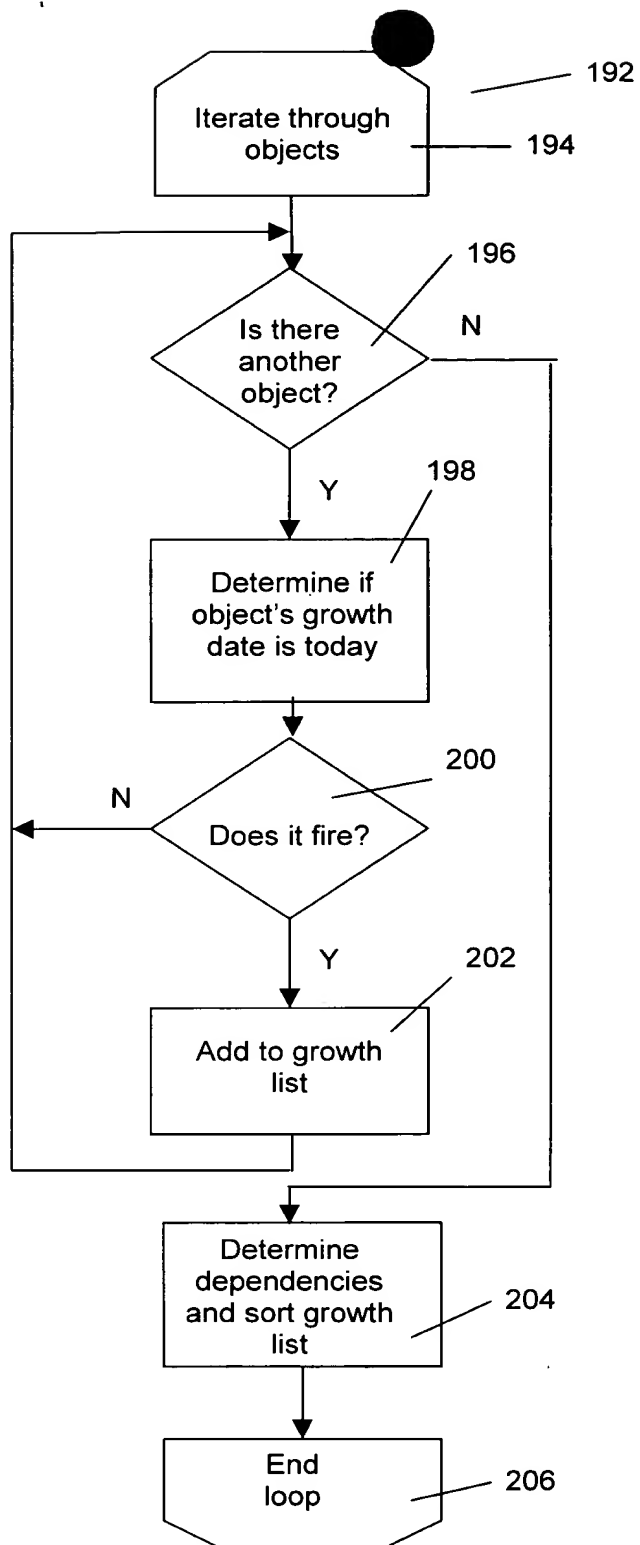 192
Iterate through
objects
194
196
Is there
another
object?
N
Y
198
Determine if
object's growth
date is today
200
N
Does it fire?
Y
202
Add to growth
list
Determine
dependencies
and sort growth
list
204
End
loop
206